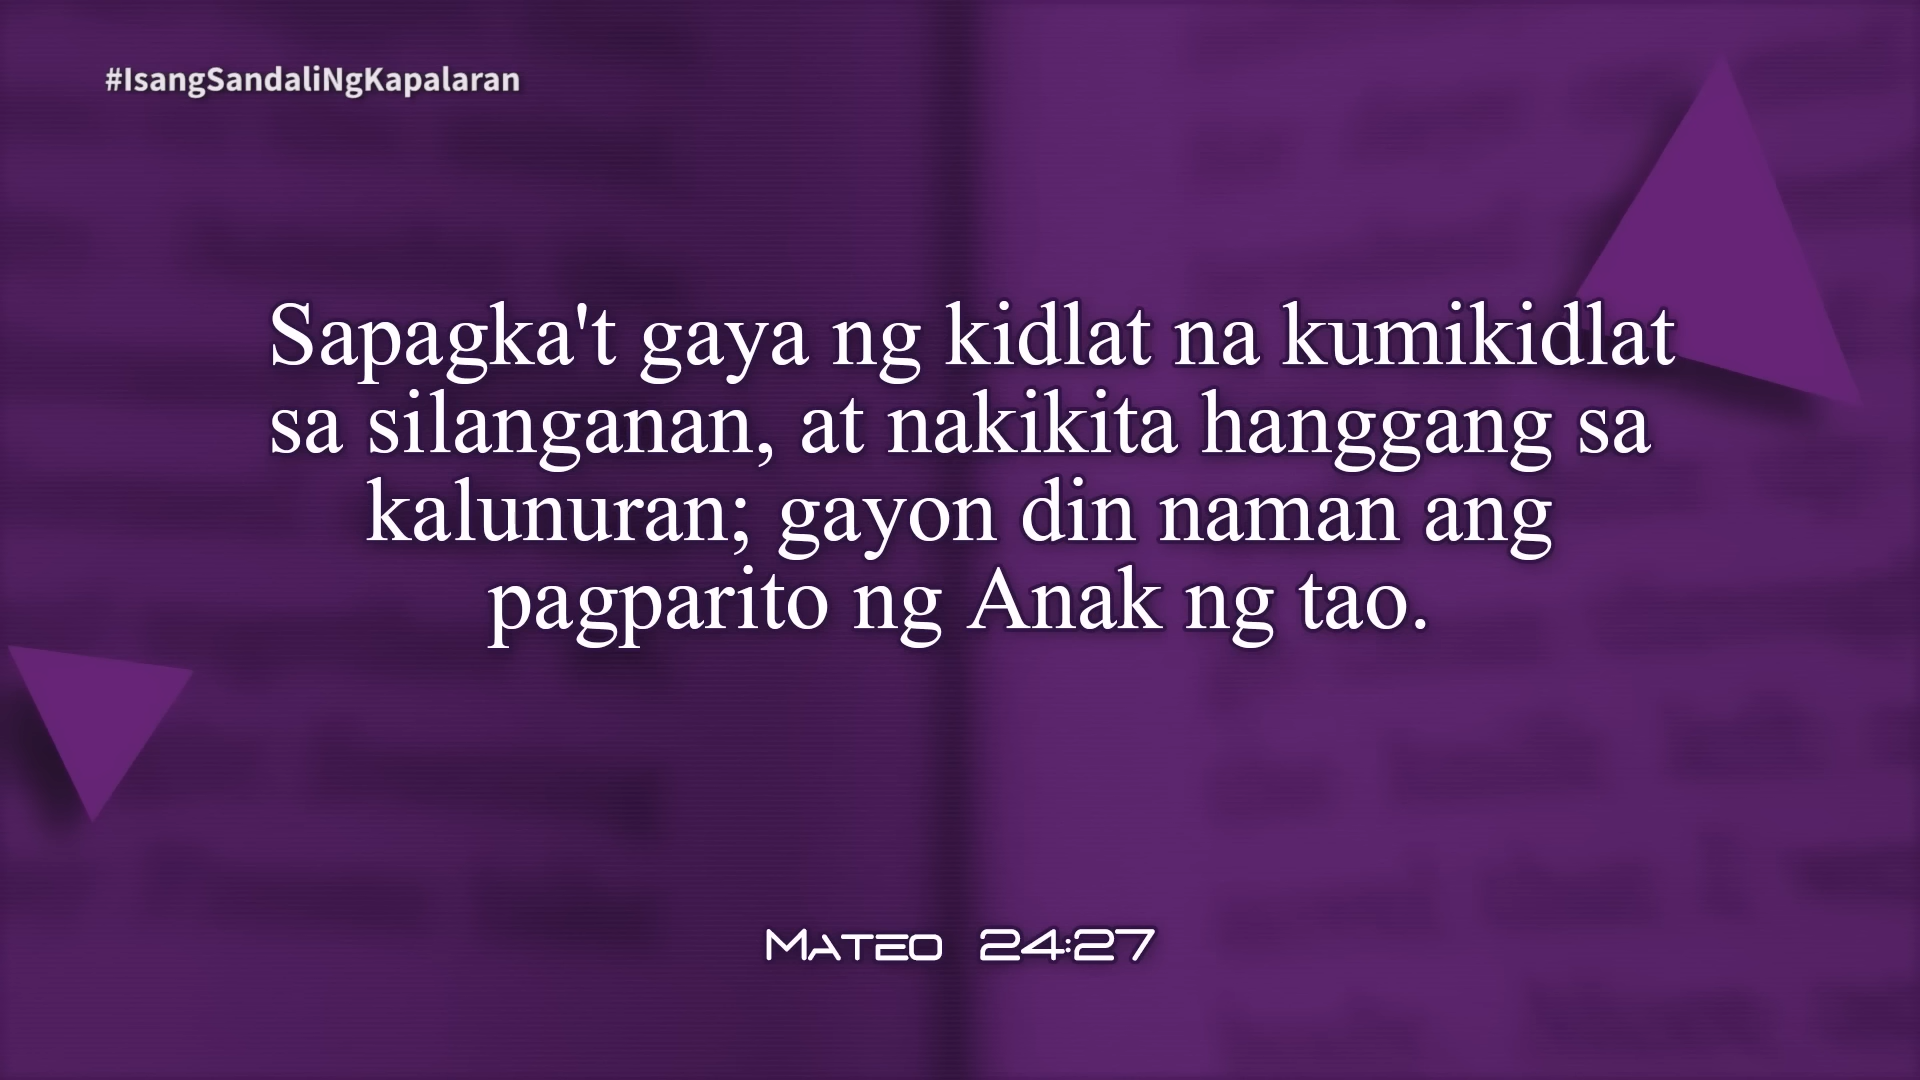 #IsangSandaliNgKapalaran
Sapagka't gaya ng kidlat na kumikidlat
sa silanganan, at nakikita hanggang sa
kalunuran; gayon din naman ang
pagparito ng Anak ng tao.
Mateo 24:27